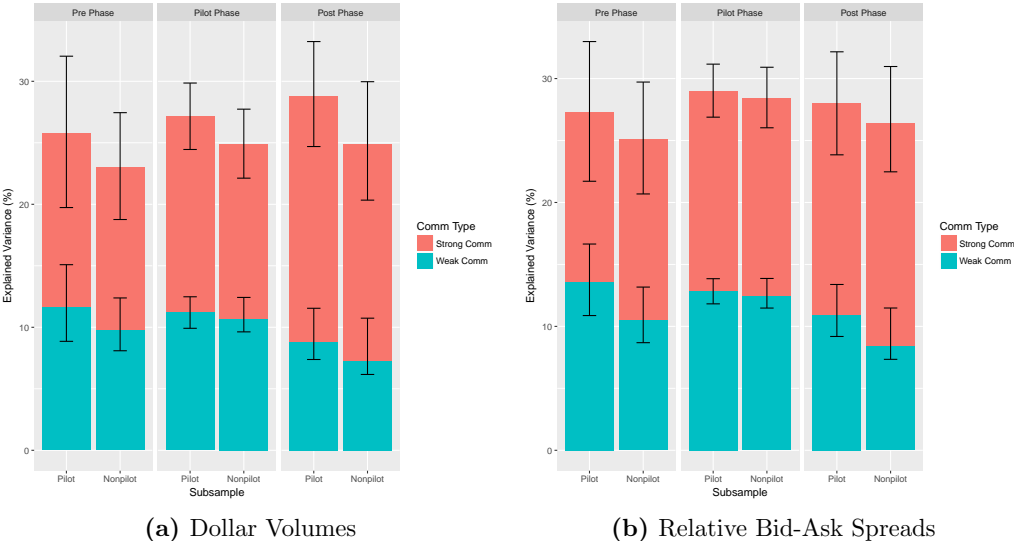 Pre Phase Pilot Phase Post Phase
30
20
10
0
Explained Variance (%)
Pilot Nonpilot Pilot Nonpilot Pilot Nonpilot
Subsample
Comm Type
Strong Comm
Weak Comm
(a) Dollar Volumes
Pre Phase Pilot Phase Post Phase
30
20
10
0
Explained Variance (%)
Pilot Nonpilot Pilot Nonpilot Pilot Nonpilot
Subsample
Comm Type
Strong Comm
Weak Comm
(b) Relative Bid-Ask Spreads